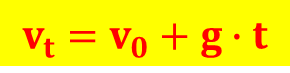 vₜ = v₀ + g · t